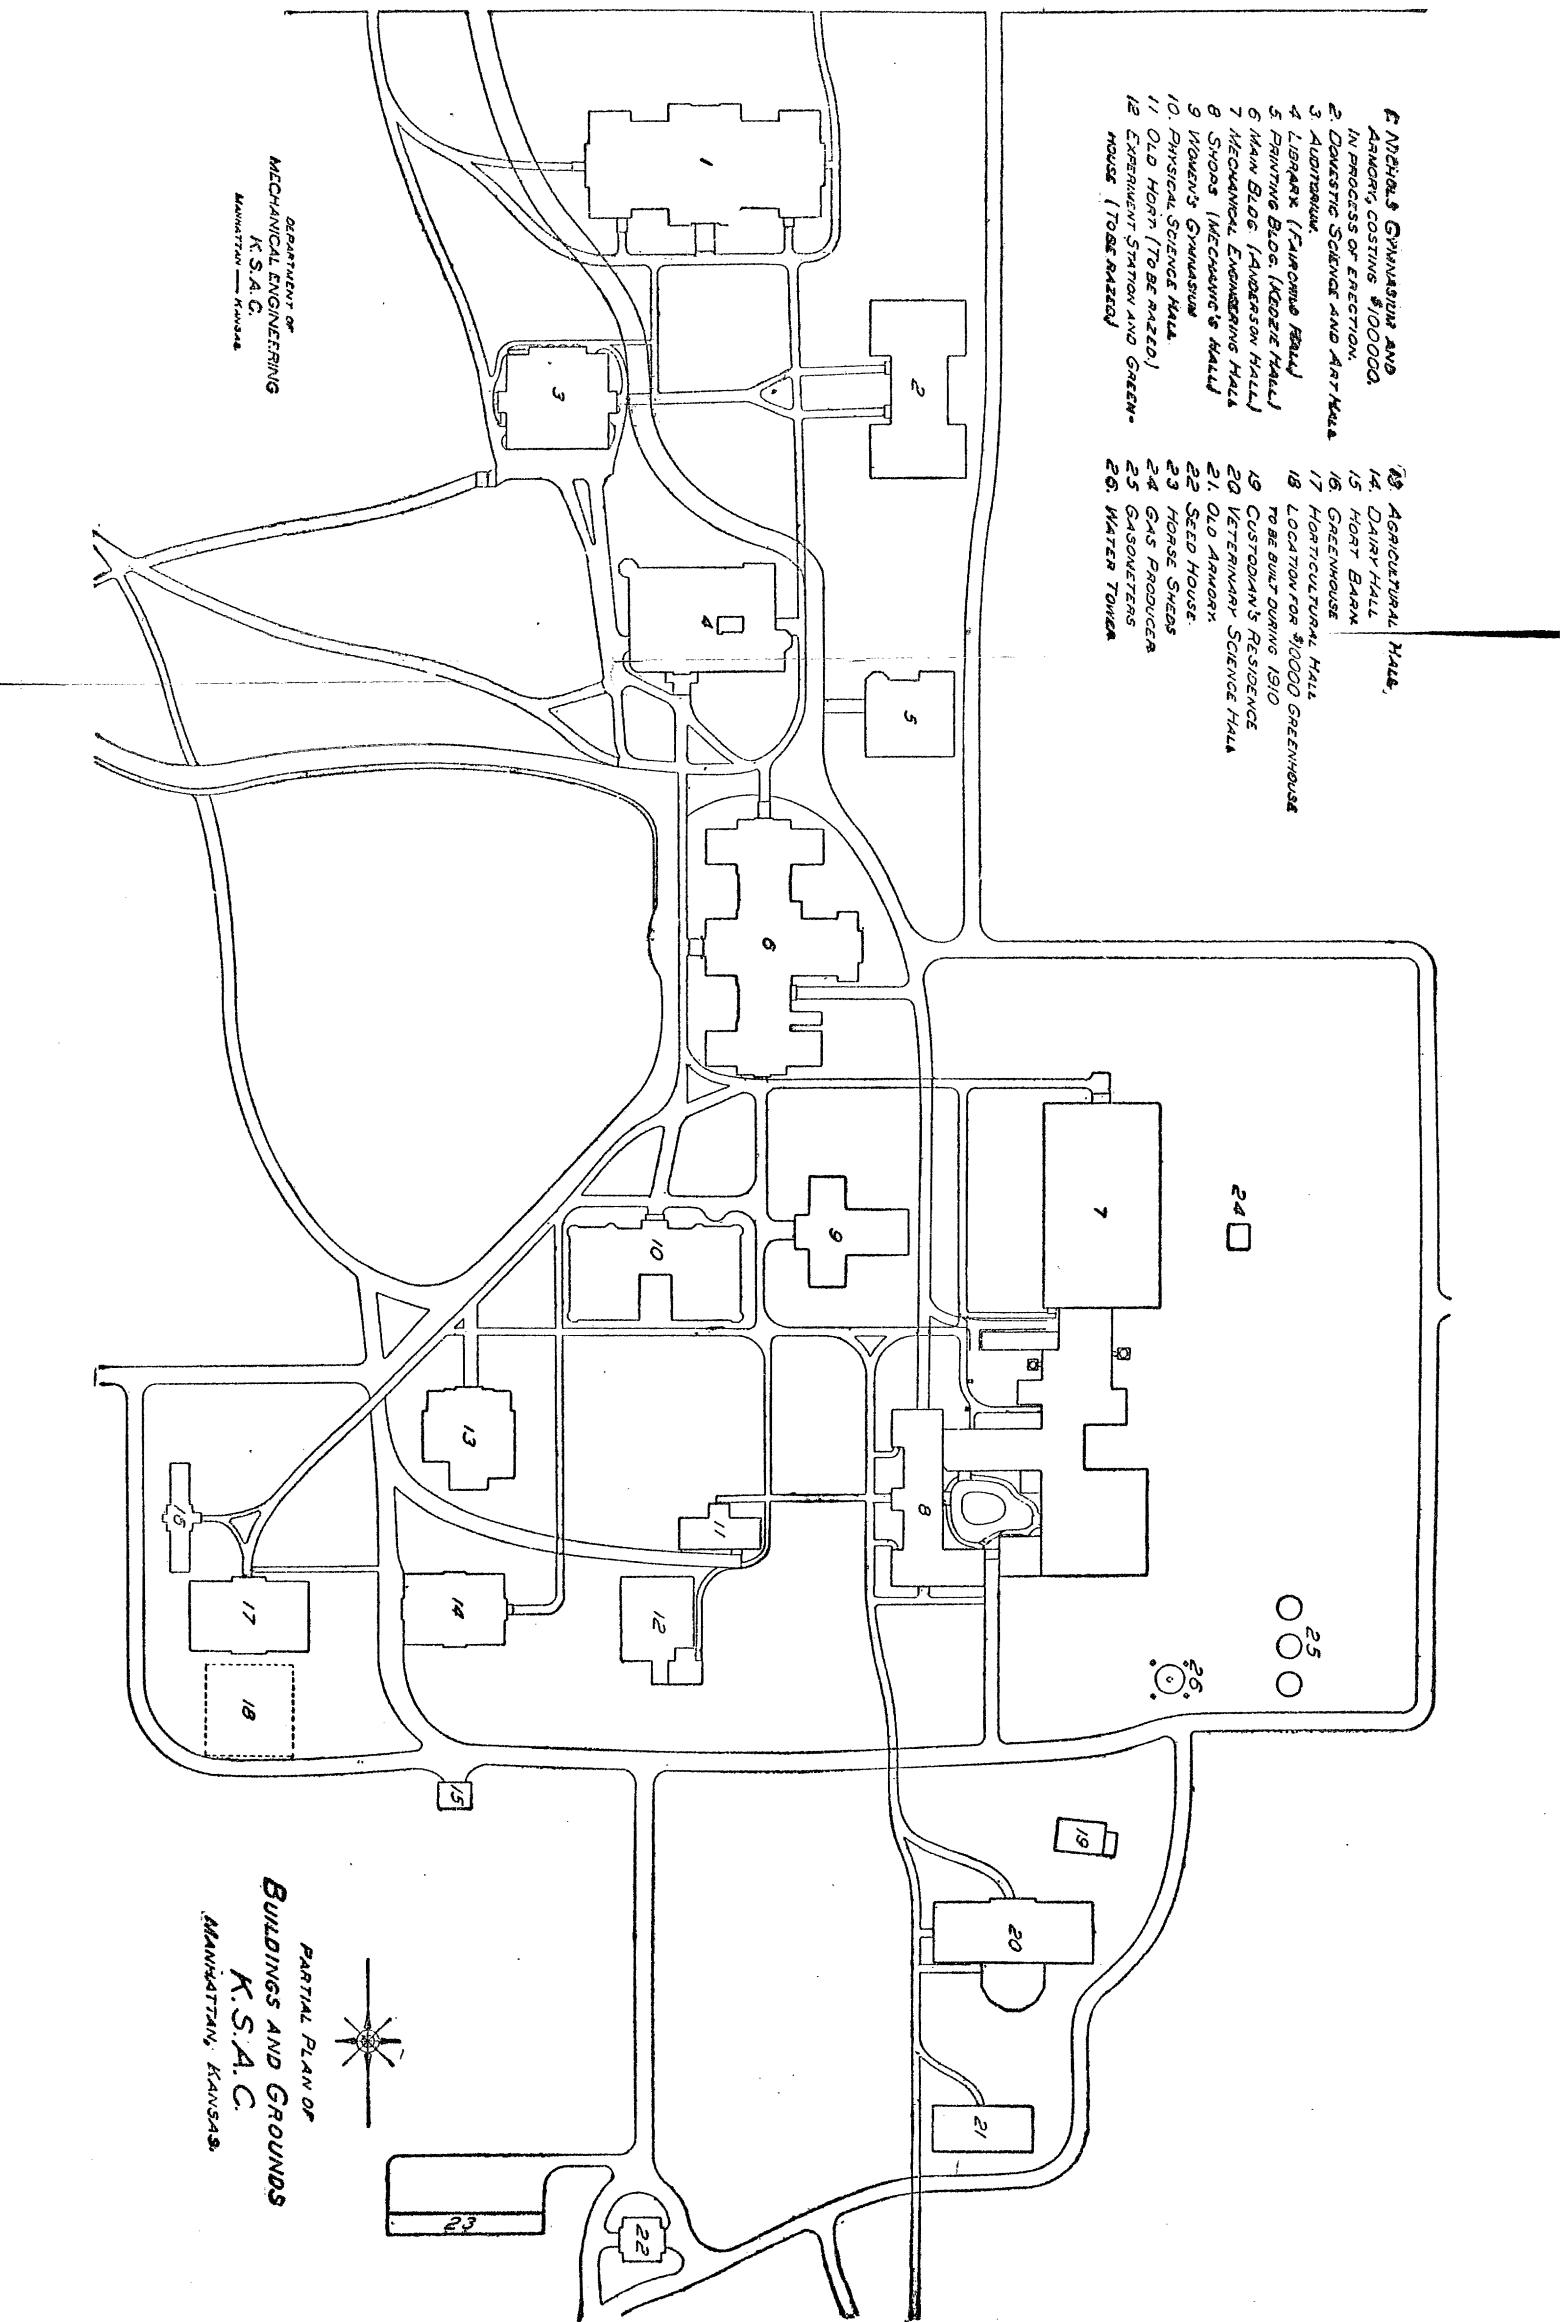 1. NICHOLS GYMNASIUM AND
ARMORY, COSTING $100000.
IN PROCESS OF ERECTION.
2. DOMESTIC SCIENCE AND ART HALL
3. AUDITORIUM.
4 LIBRARY (FAIRCHILD HALL)
5. PRINTING BLDG. (KEDZIE HALL)
6 MAIN BLDG. (ANDERSON HALL)
7 MECHANICAL ENGINEERING HALL
8 SHOPS (MECHANIC'S HALL)
9 WOMEN'S GYMNASIUM
10. PHYSICAL SCIENCE HALL
11 OLD HORT. (TO BE RAZED.)
12 EXPERIMENT STATION AND GREEN-
HOUSE (TO BE RAZED)
13. AGRICULTURAL HALL,
14. DAIRY HALL
15 HORT BARN
16. GREENHOUSE
17 HORTICULTURAL HALL
18 LOCATION FOR $10000 GREENHOUSE
TO BE BUILT DURING 1910
19 CUSTODIAN'S RESIDENCE
20 VETERINARY SCIENCE HALL
21. OLD ARMORY.
22 SEED HOUSE.
23 HORSE SHEDS
24 GAS PRODUCER
25 GASOMETERS
26. WATER TOWER
24
7
25
26
19
2
5
8
20
21
9
6
1
4
11
10
12
22
3
13
14
15
23
17
18
16
DEPARTMENT OF
MECHANICAL ENGINEERING
K.S.A.C.
MANHATTAN — KANSAS
PARTIAL PLAN OF
BUILDINGS AND GROUNDS
K.S.A.C.
MANHATTAN, KANSAS.